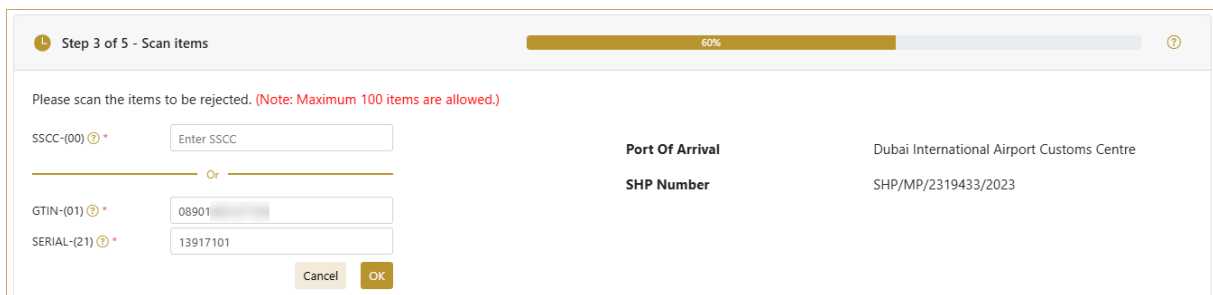 Step 3 of 5 - Scan items
60%
Please scan the items to be rejected. (Note: Maximum 100 items are allowed.)
SSCC-(00) *
Enter SSCC
Or
GTIN-(01) *
08901
SERIAL-(21) *
13917101
Cancel
OK
Port Of Arrival
Dubai International Airport Customs Centre
SHP Number
SHP/MP/2319433/2023